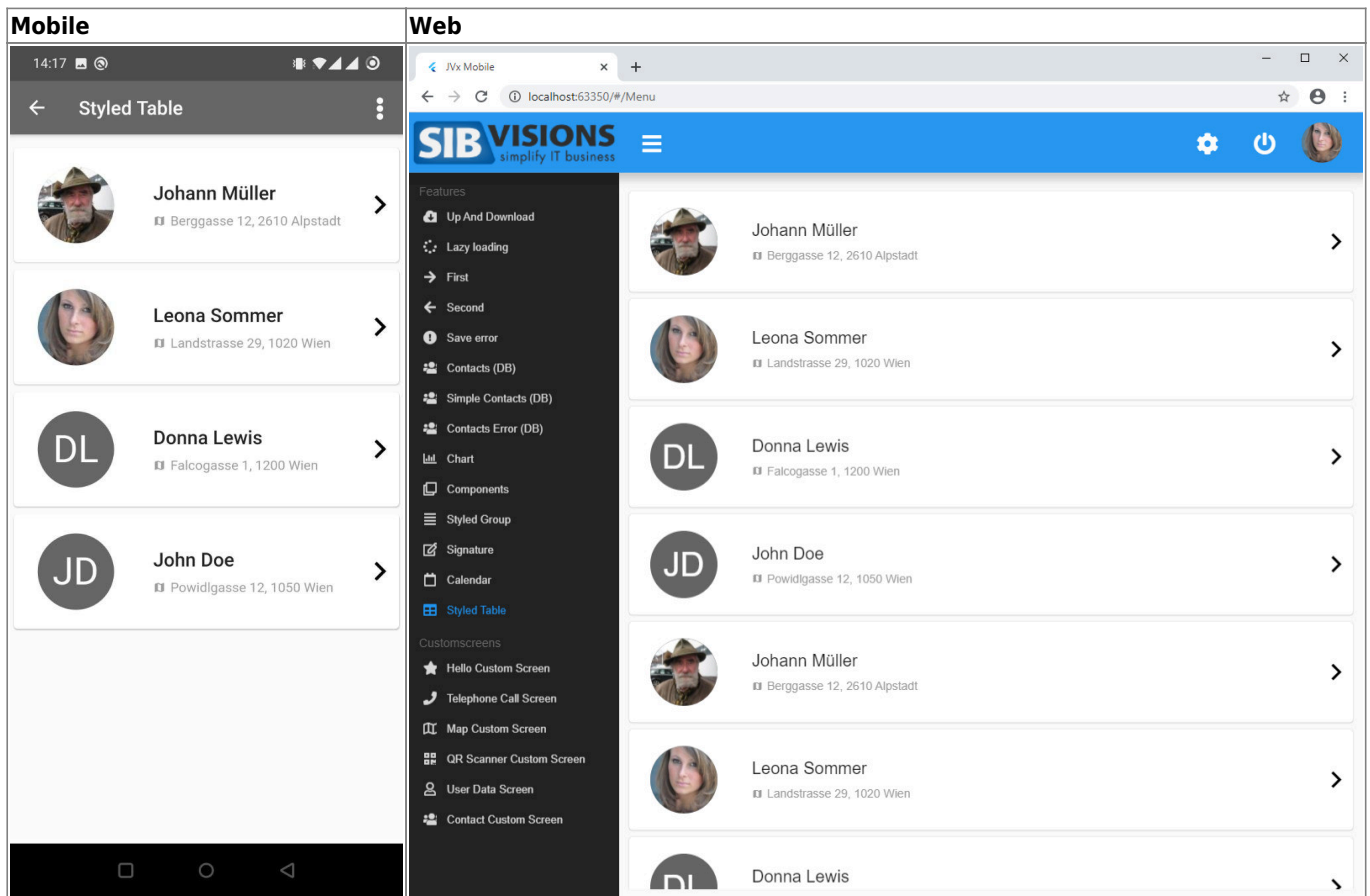 Mobile
Web
14:17
Styled Table
Johann Müller
Berggasse 12, 2610 Alpstadt
Leona Sommer
Landstrasse 29, 1020 Wien
DL
Donna Lewis
Falcogasse 1, 1200 Wien
JD
John Doe
Powidlgasse 12, 1050 Wien
JVx Mobile
localhost:63350/#/Menu
SIB VISIONS
simplify IT business
Features
Up And Download
Lazy loading
First
Second
Save error
Contacts (DB)
Simple Contacts (DB)
Contacts Error (DB)
Chart
Components
Styled Group
Signature
Calendar
Styled Table
Customscreens
Hello Custom Screen
Telephone Call Screen
Map Custom Screen
QR Scanner Custom Screen
User Data Screen
Contact Custom Screen
Johann Müller
Berggasse 12, 2610 Alpstadt
Leona Sommer
Landstrasse 29, 1020 Wien
DL
Donna Lewis
Falcogasse 1, 1200 Wien
JD
John Doe
Powidlgasse 12, 1050 Wien
Johann Müller
Berggasse 12, 2610 Alpstadt
Leona Sommer
Landstrasse 29, 1020 Wien
DL
Donna Lewis